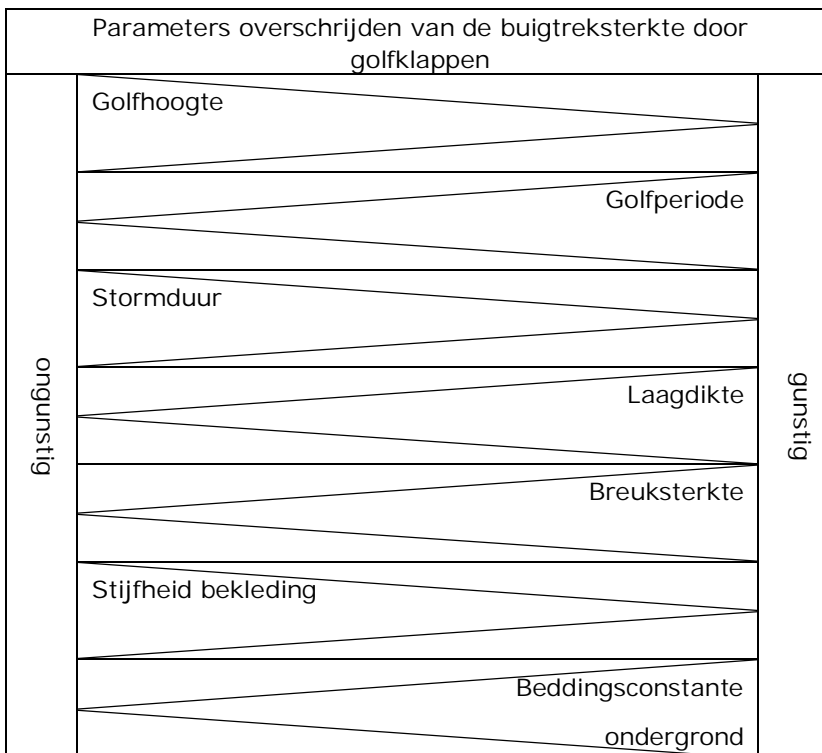 Parameters overschrijden van de buigtreksterkte door
golfklappen
ongunstig
Golfhoogte
Golfperiode
Stormduur
Laagdikte
Breuksterkte
Stijfheid bekleding
Beddingsconstante
ondergrond
gunstig